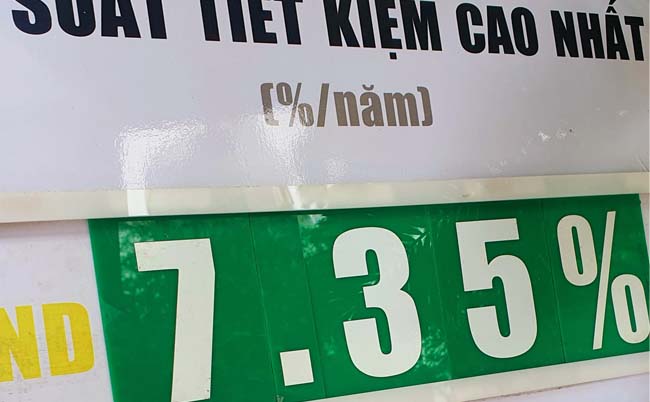 SUẤT TIẾT KIỆM CAO NHẤT
(%/năm)
ND 7.35%